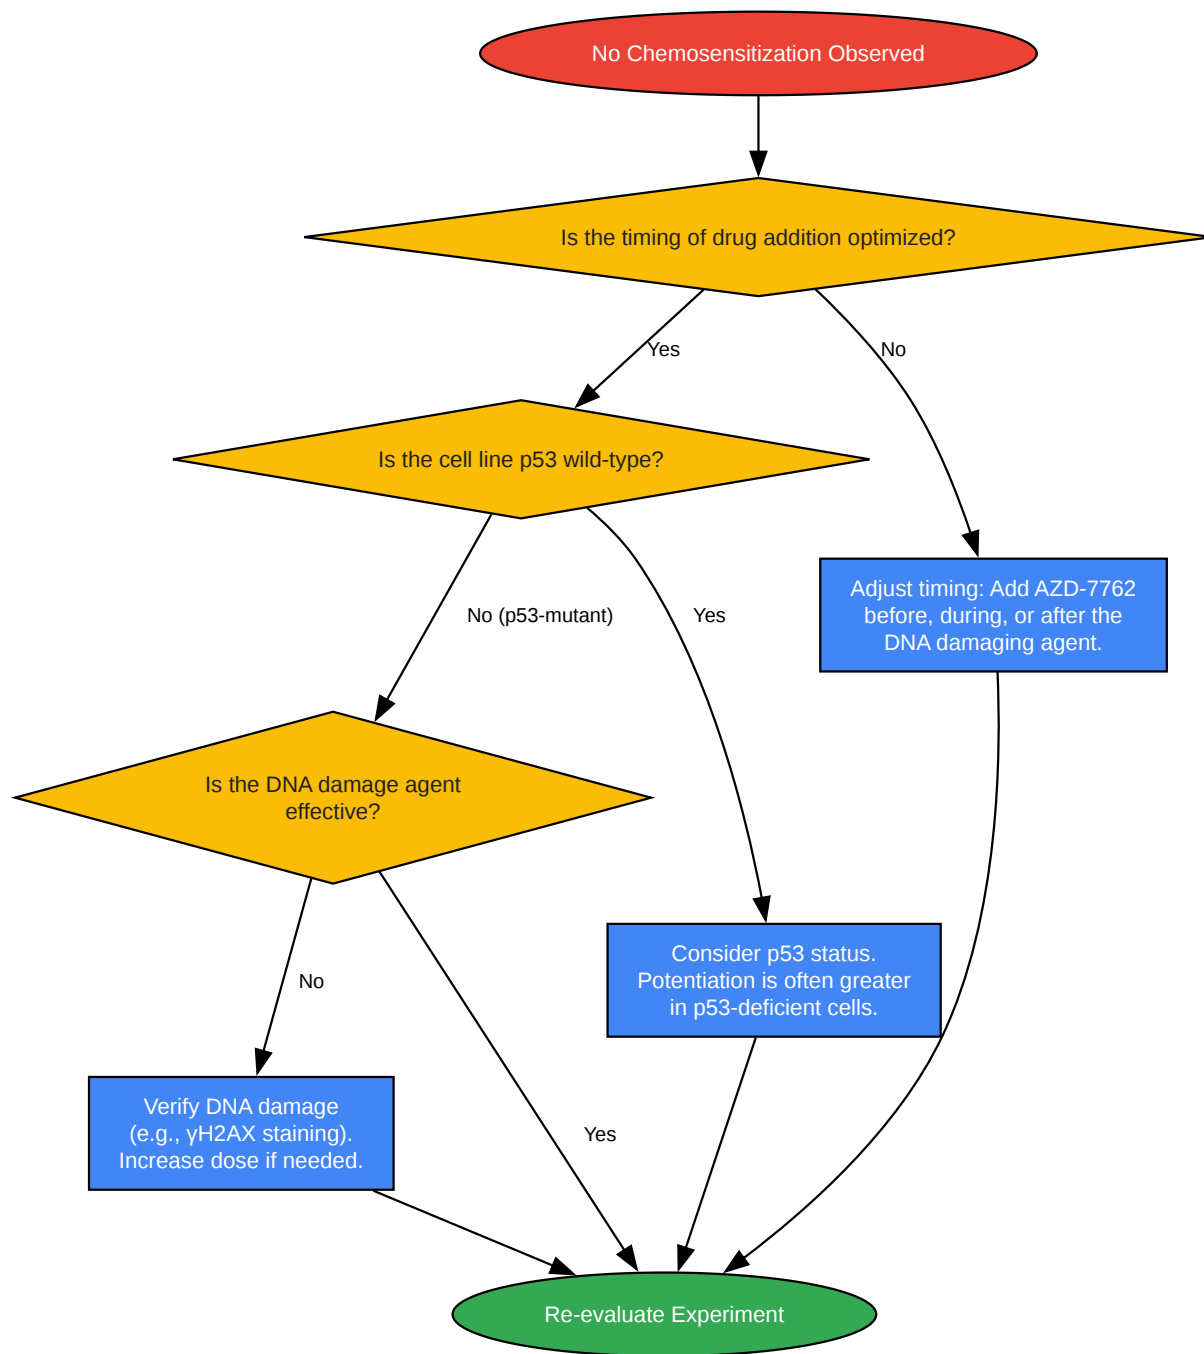 No Chemosensitization Observed
Is the timing of drug addition optimized?
Yes
No
Is the cell line p53 wild-type?
No (p53-mutant)
Yes
Adjust timing: Add AZD-7762
before, during, or after the
DNA damaging agent.
Is the DNA damage agent
effective?
No
Yes
Consider p53 status.
Potentiation is often greater
in p53-deficient cells.
Verify DNA damage
(e.g., γH2AX staining).
Increase dose if needed.
Re-evaluate Experiment